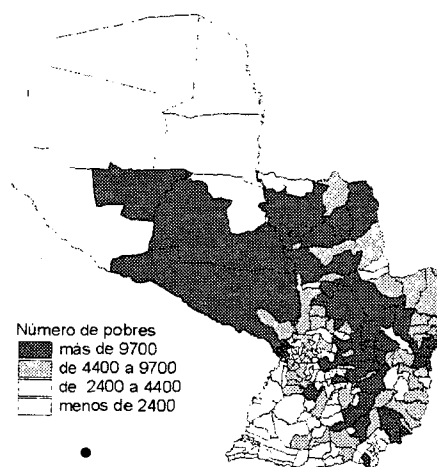 Número de pobres
más de 9700
de 4400 a 9700
de 2400 a 4400
menos de 2400